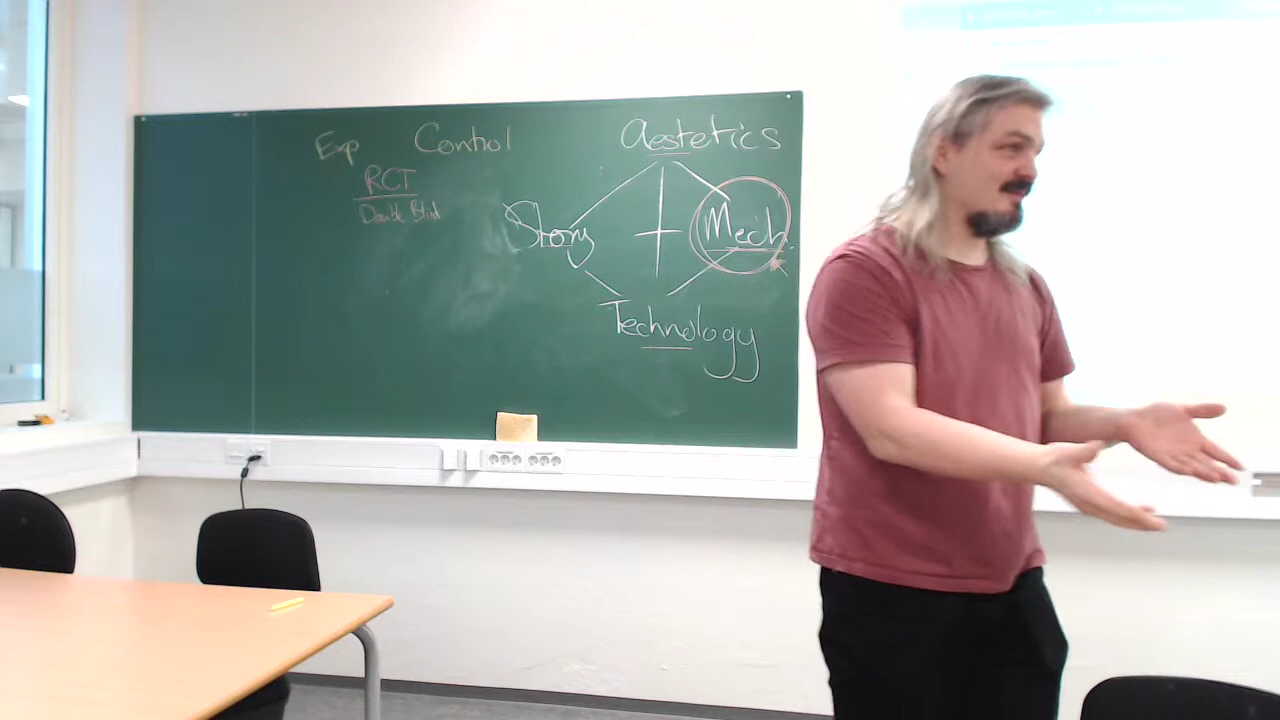 Exp Control
RCT
Double Blind
Aestetics
Story
Mech.
Technology